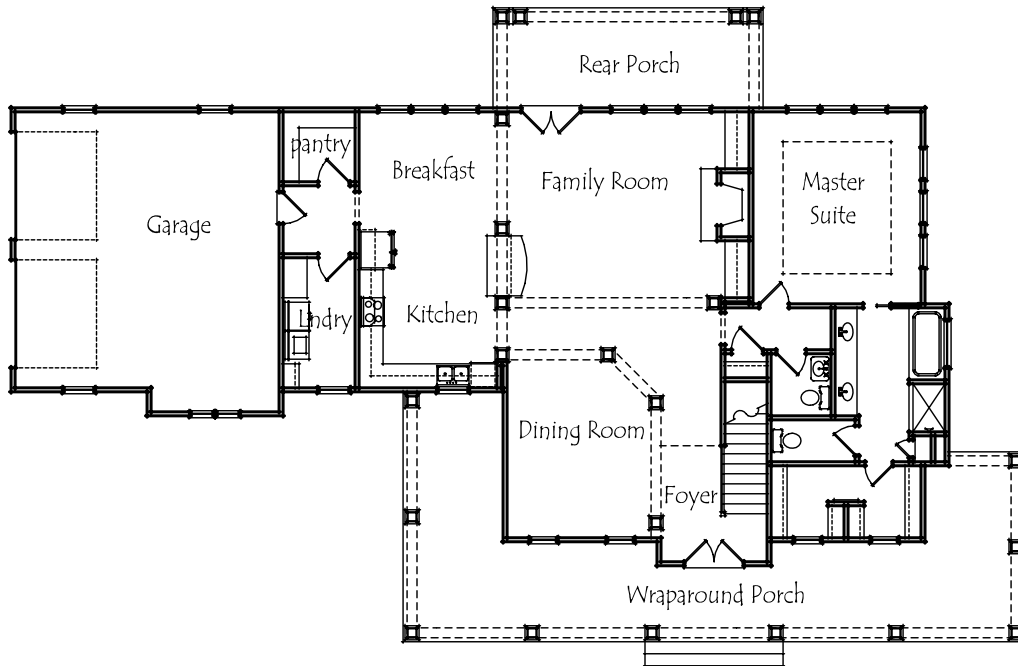 Rear Porch
pantry
Breakfast
Family Room
Master
Suite
Garage
Lndry
Kitchen
Dining Room
Foyer
Wraparound Porch